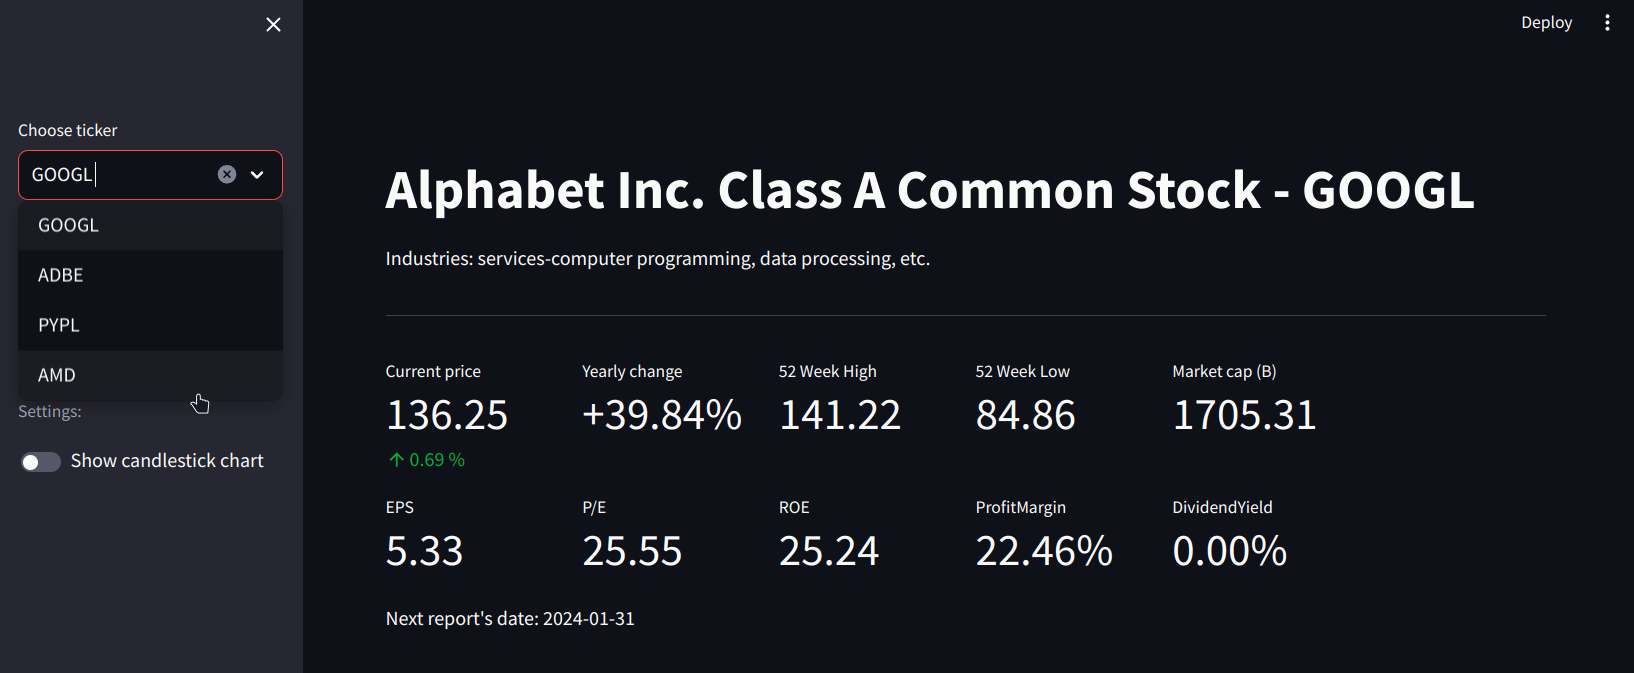 Deploy
Choose ticker
GOOGL
GOOGL
ADBE
PYPL
AMD
Settings:
Show candlestick chart
Alphabet Inc. Class A Common Stock - GOOGL
Industries: services-computer programming, data processing, etc.
Current price Yearly change 52 Week High 52 Week Low Market cap (B)
136.25 +39.84% 141.22 84.86 1705.31
↑ 0.69 %
EPS P/E ROE ProfitMargin DividendYield
5.33 25.55 25.24 22.46% 0.00%
Next report's date: 2024-01-31